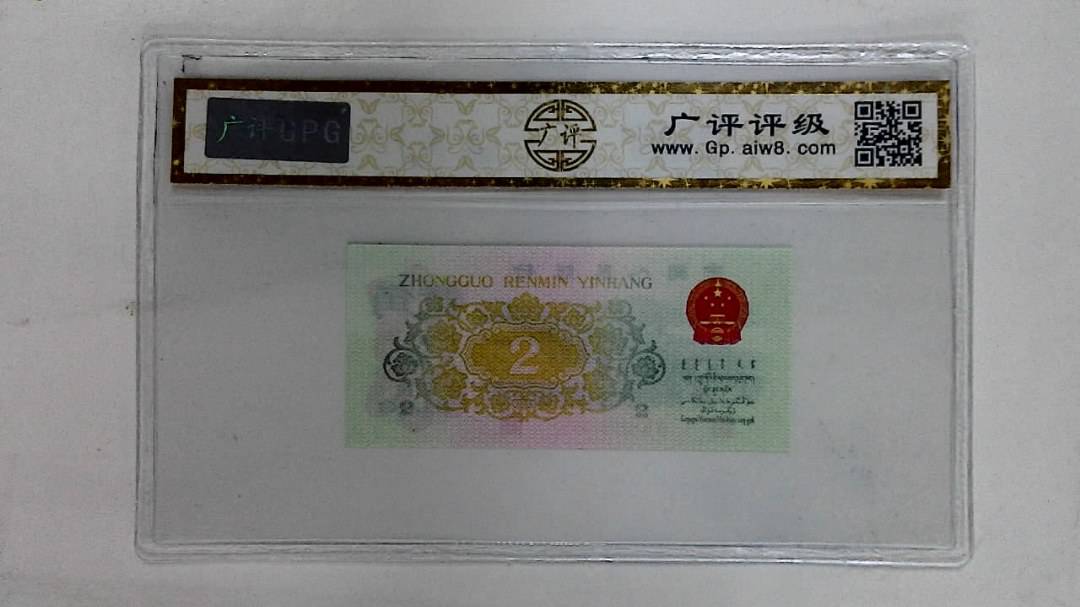 广评GPG
广评
广评评级
www.Gp.aiw8.com
ZHONGGUO RENMIN YINHANG
2
2
2